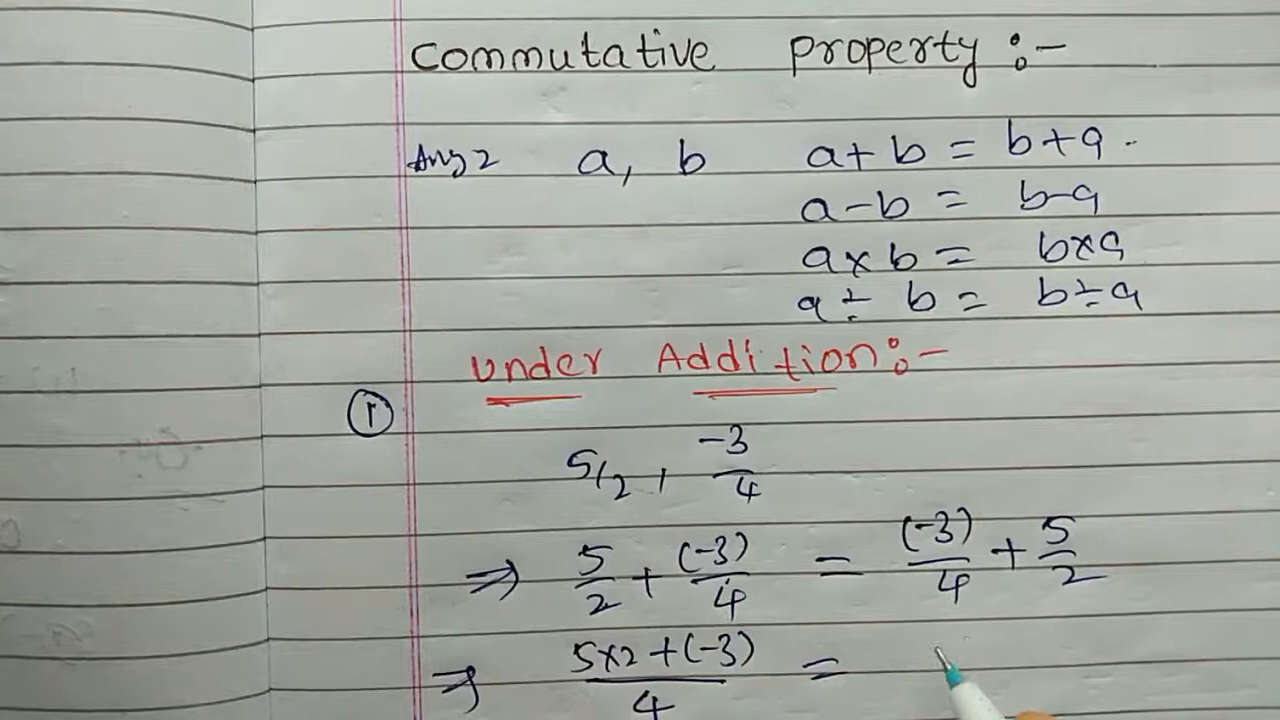 Commutative property :-
Ans 2 a, b a + b = b + a .
a - b = b - a
a × b = b × a
a ÷ b = b ÷ a
Under Addition :-
①
5/2 , -3/4
⇒ 5/2 + (-3)/4 = (-3)/4 + 5/2
⇒ 5×2 + (-3)/4 =